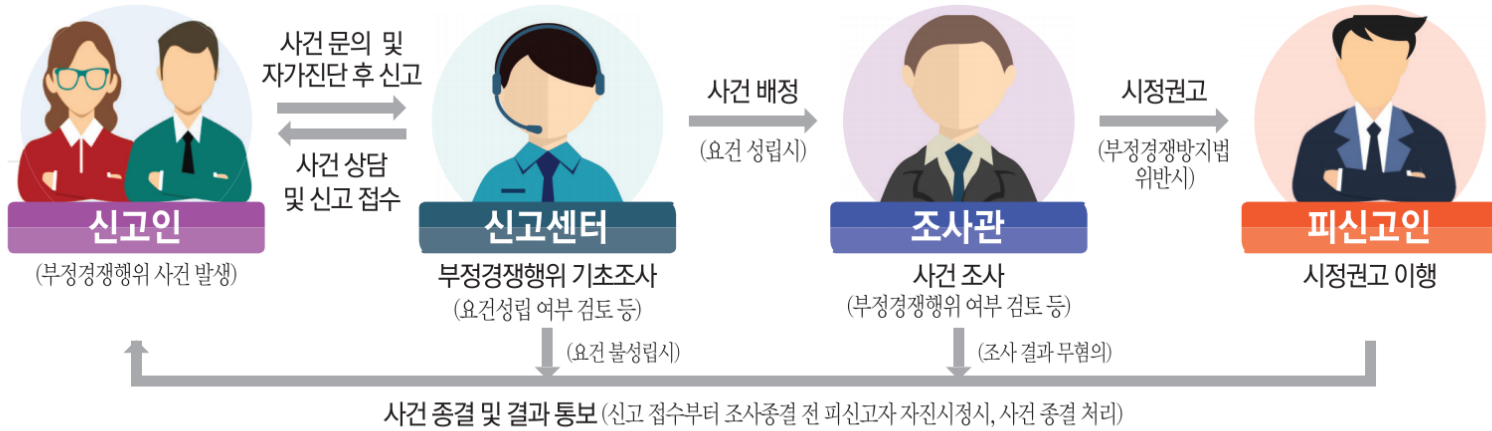 사건 문의 및
자가진단 후 신고
사건 상담
및 신고 접수
사건 배정
(요건 성립시)
시정권고
(부정경쟁방지법
위반시)
신고인
신고센터
조사관
피신고인
(부정경쟁행위 사건 발생)
부정경쟁행위 기초조사
(요건성립 여부 검토 등)
사건 조사
(부정경쟁행위 여부 검토 등)
시정권고 이행
(요건 불성립시)
(조사 결과 무혐의)
사건 종결 및 결과 통보 (신고 접수부터 조사종결 전 피신고자 자진시정시, 사건 종결 처리)